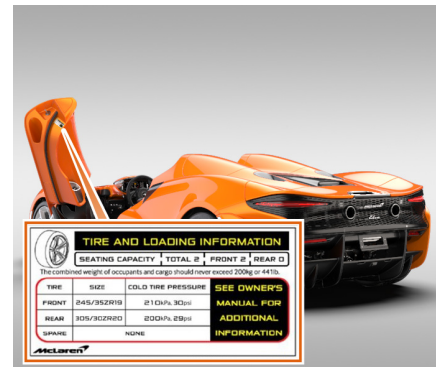 TIRE AND LOADING INFORMATION
SEATING CAPACITY TOTAL 2 FRONT 2 REAR 0
The combined weight of occupants and cargo should never exceed 200kg or 441lb.
TIRE SIZE COLD TIRE PRESSURE
FRONT 245/35ZR19 210kPa, 30psi
REAR 305/30ZR20 200kPa, 29psi
SPARE NONE
SEE OWNER'S
MANUAL FOR
ADDITIONAL
INFORMATION
McLaren